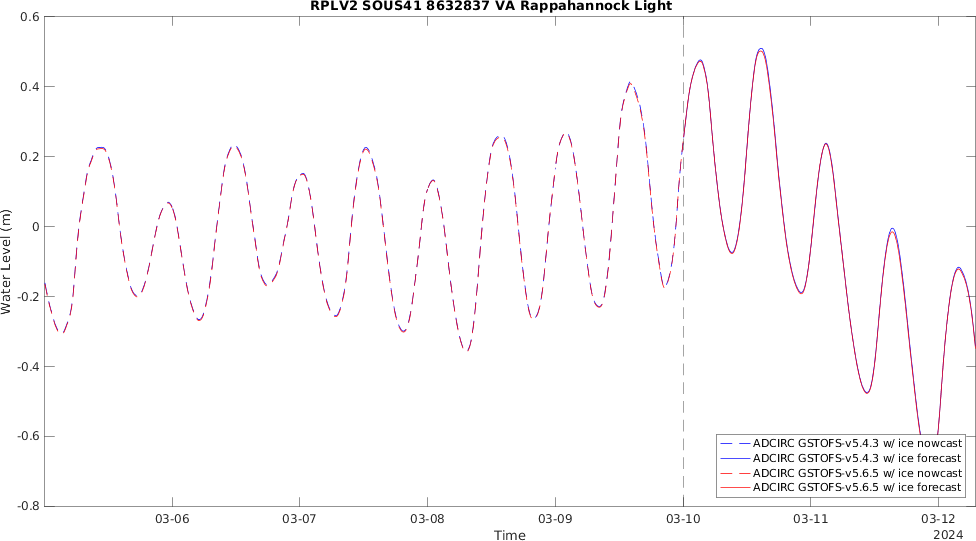 RPLV2 SOUS41 8632837 VA Rappahannock Light
0.6
0.4
0.2
0
-0.2
-0.4
-0.6
-0.8
Water Level (m)
03-06
03-07
03-08
03-09
03-10
03-11
03-12
2024
Time
ADCIRC GSTOFS-v5.4.3 w/ ice nowcast
ADCIRC GSTOFS-v5.4.3 w/ ice forecast
ADCIRC GSTOFS-v5.6.5 w/ ice nowcast
ADCIRC GSTOFS-v5.6.5 w/ ice forecast